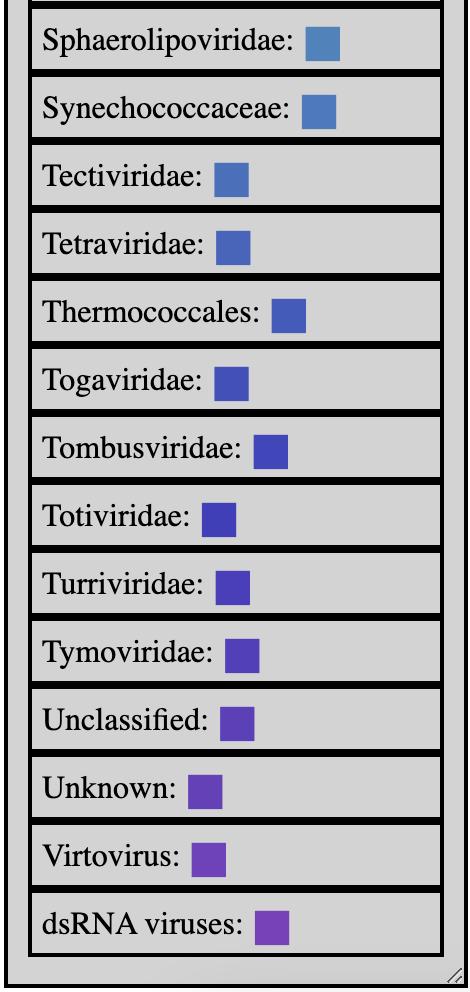 Sphaerolipoviridae:
Synechococcaceae:
Tectiviridae:
Tetraviridae:
Thermococcales:
Togaviridae:
Tombusviridae:
Totiviridae:
Turriviridae:
Tymoviridae:
Unclassified:
Unknown:
Virtovirus:
dsRNA viruses: